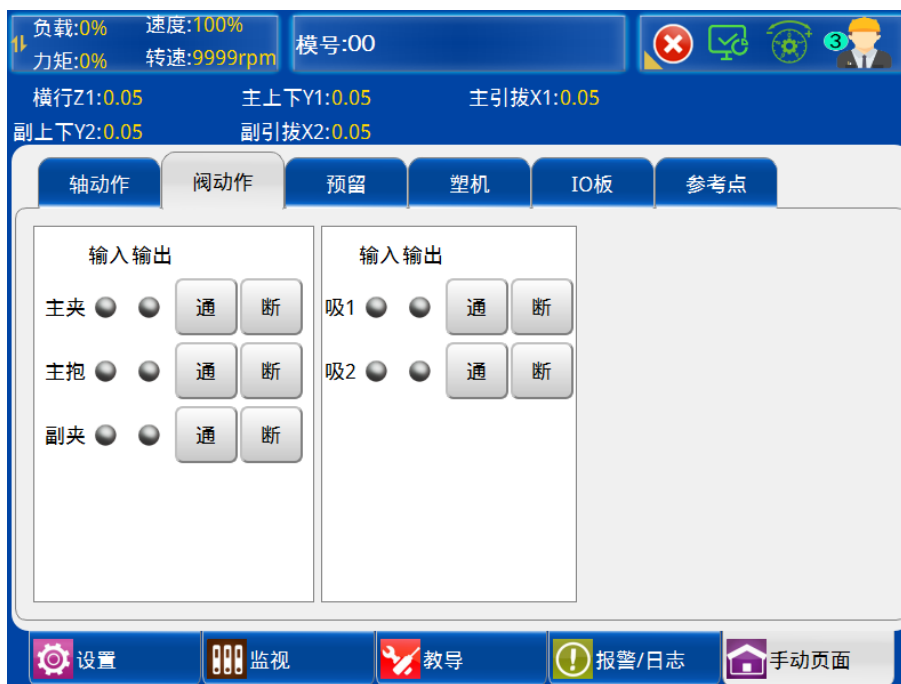 负载:0% 速度:100%
力矩:0% 转速:9999rpm
模号:00
3
横行Z1:0.05 主上下Y1:0.05 主引拔X1:0.05
副上下Y2:0.05 副引拔X2:0.05
轴动作 阀动作 预留 塑机 IO板 参考点
输入 输出 输入 输出
主夹 通 断 吸1 通 断
主抱 通 断 吸2 通 断
副夹 通 断
设置 监视 教导 报警/日志 手动页面